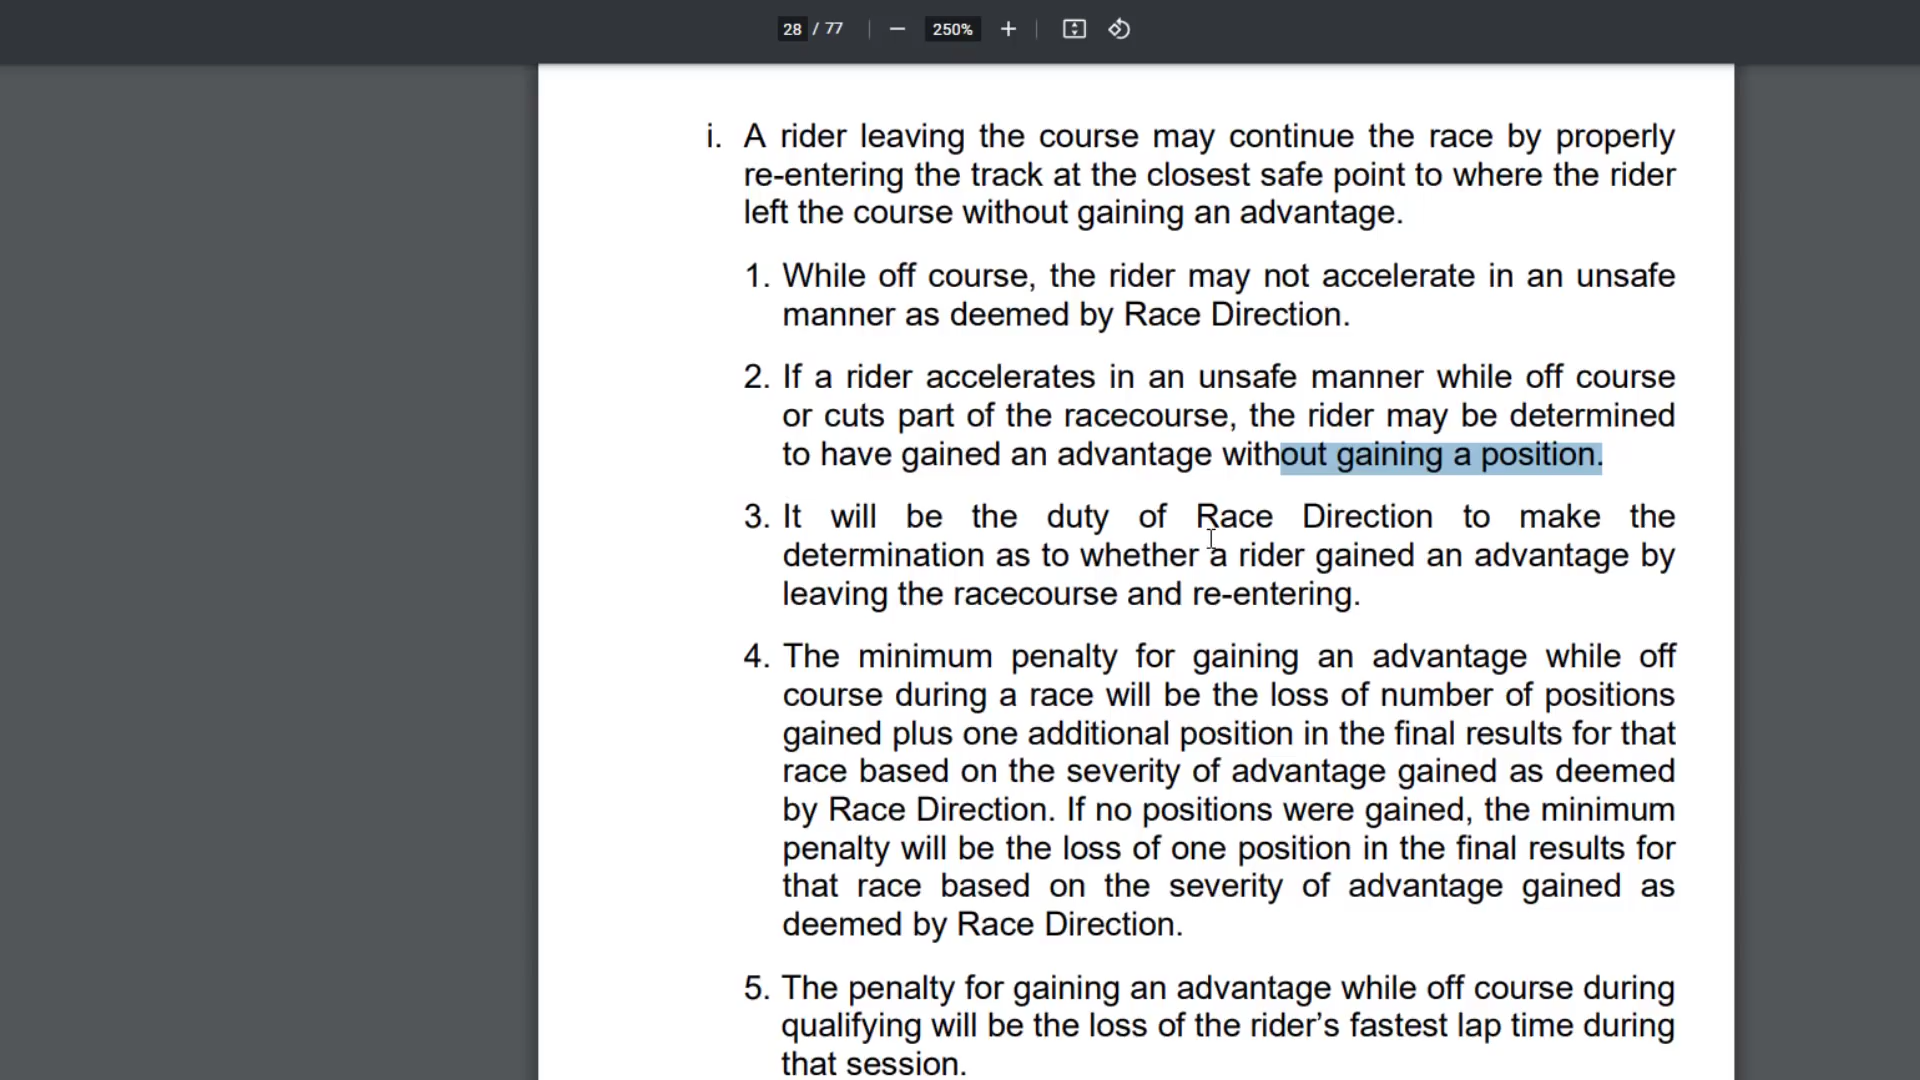 28 / 77 250%
i. A rider leaving the course may continue the race by properly
re-entering the track at the closest safe point to where the rider
left the course without gaining an advantage.
1. While off course, the rider may not accelerate in an unsafe
manner as deemed by Race Direction.
2. If a rider accelerates in an unsafe manner while off course
or cuts part of the racecourse, the rider may be determined
to have gained an advantage without gaining a position.
3. It will be the duty of Race Direction to make the
determination as to whether a rider gained an advantage by
leaving the racecourse and re-entering.
4. The minimum penalty for gaining an advantage while off
course during a race will be the loss of number of positions
gained plus one additional position in the final results for that
race based on the severity of advantage gained as deemed
by Race Direction. If no positions were gained, the minimum
penalty will be the loss of one position in the final results for
that race based on the severity of advantage gained as
deemed by Race Direction.
5. The penalty for gaining an advantage while off course during
qualifying will be the loss of the rider’s fastest lap time during
that session.